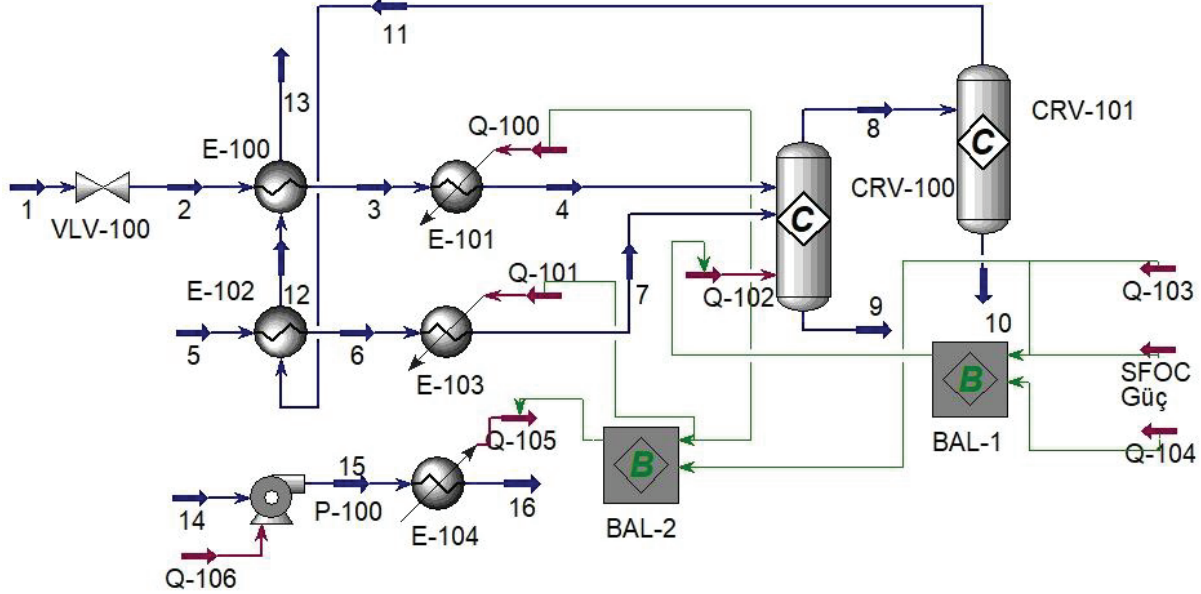 11
13
Q-100
8
CRV-101
E-100
C
CRV-100
1
2
3
4
VLV-100
E-101
C
E-102
12
Q-101
7
Q-102
Q-103
5
6
9
10
E-103
SFOC
Güç
B
Q-105
BAL-1
Q-104
15
B
14
P-100
16
E-104
BAL-2
Q-106